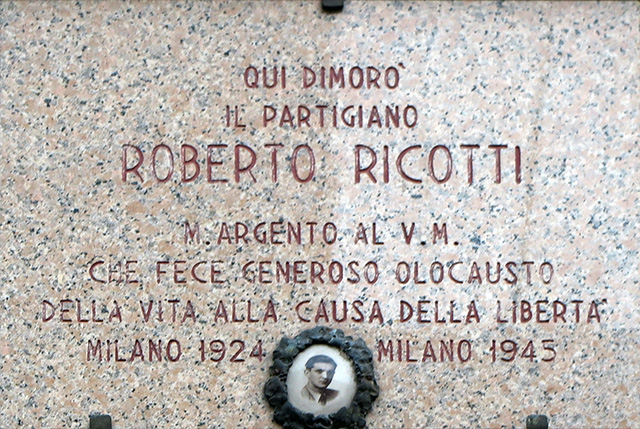 QUI DIMORO'
IL PARTIGIANO
ROBERTO RICOTTI
M. ARGENTO AL V.M.
CHE FECE GENEROSO OLOCAUSTO
DELLA VITA ALLA CAUSA DELLA LIBERTA'
MILANO 1924 MILANO 1945